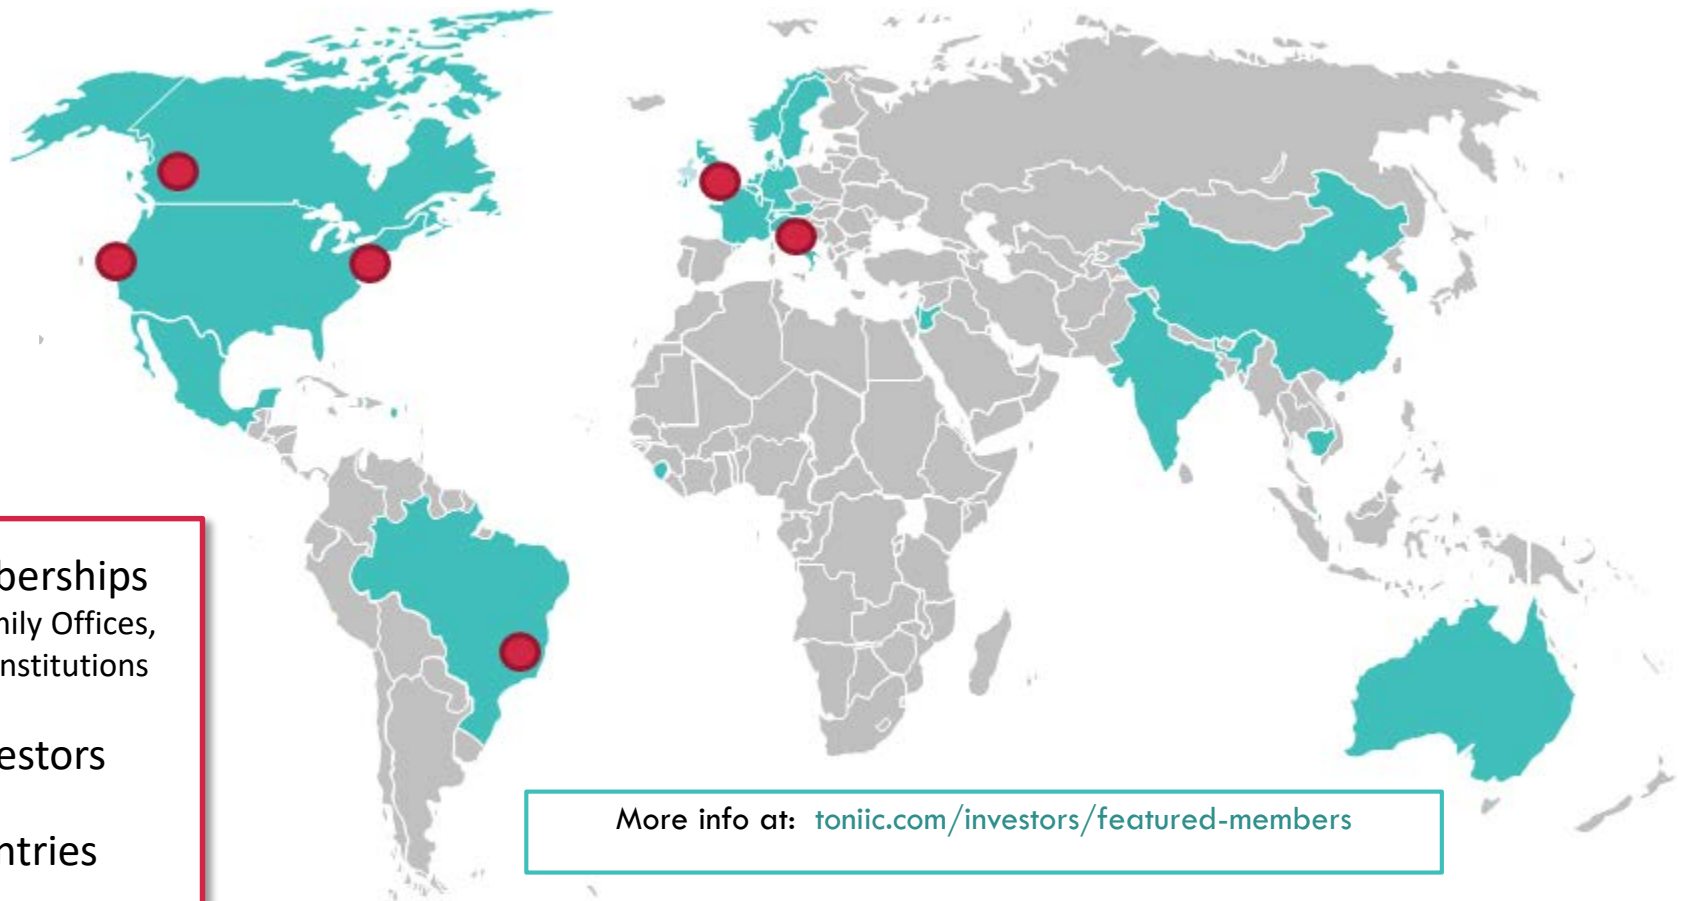 berships
nily Offices,
nstitutions
estors
ntries
More info at: toniic.com/investors/featured-members